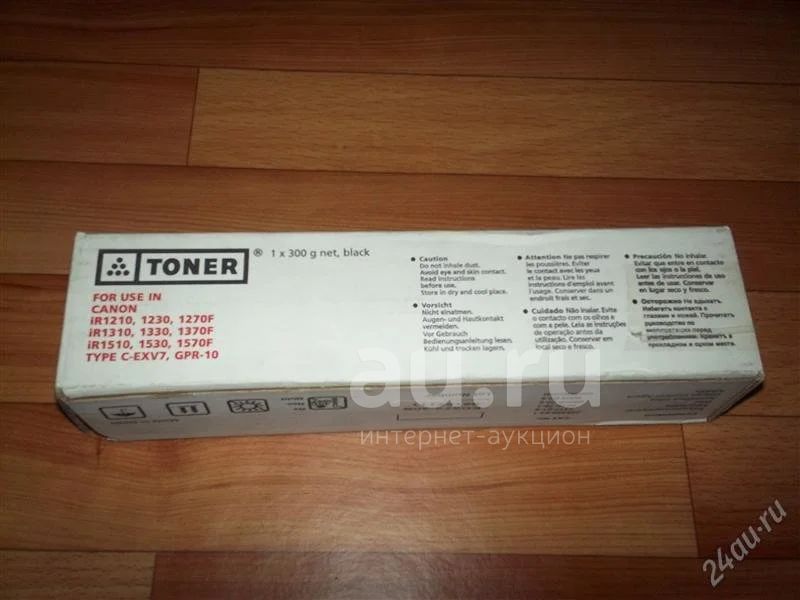 TONER ® 1 x 300 g net, black
FOR USE IN
CANON
iR1210, 1230, 1270F
iR1310, 1330, 1370F
iR1510, 1530, 1570F
TYPE C-EXV7, GPR-10
• Caution
Do not inhale dust.
Avoid eye and skin contact.
Read instructions
before use.
Store in dry and cool place.
• Vorsicht
Nicht einatmen.
Augen- und Hautkontakt
vermeiden.
Vor Gebrauch
Bedienungsanleitung lesen.
Kühl und trocken lagern.
• Attention Ne pas respirer
les poussières. Eviter
le contact avec les yeux
et la peau. Lire les
instructions d'emploi avant
l'usage. Conserver dans un
endroit frais et sec.
• Cuidado Não inalar. Evitar
o contacto com os olhos e
com a pele. Leia as instruções
de operação antes da
utilização. Conservar em
local seco e fresco.
• Precaución No inhalar.
Evitar que entre en contacto
con los ojos o la piel.
Leer las instrucciones de uso
antes de usar. Conservar en
lugar seco y fresco.
• Осторожно Не вдыхать.
Избегать контакта с
глазами и кожей. Прочитать
руководство по
эксплуатации перед
употреблением. Хранить в
прохладном и сухом месте.
au.ru
интернет-аукцион
24au.ru